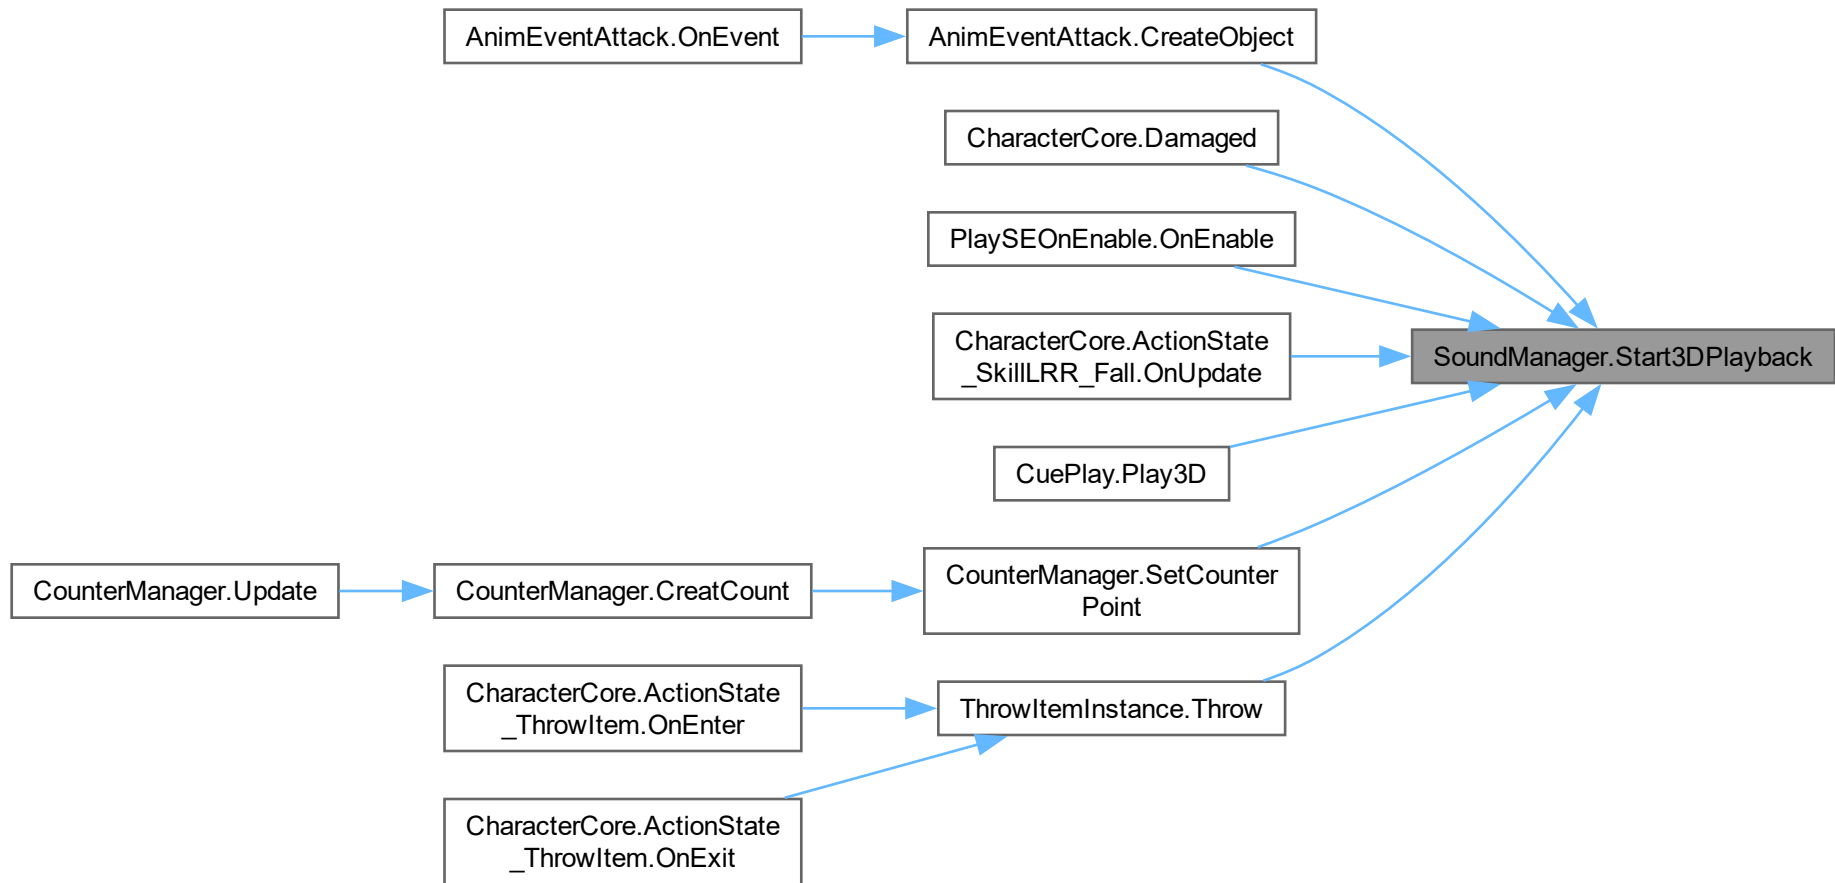 AnimEventAttack.OnEvent
AnimEventAttack.CreateObject
CharacterCore.Damaged
PlaySEOnEnable.OnEnable
CharacterCore.ActionState
_SkillLRR_Fall.OnUpdate
SoundManager.Start3DPlayback
CuePlay.Play3D
CounterManager.Update
CounterManager.CreatCount
CounterManager.SetCounter
Point
CharacterCore.ActionState
_ThrowItem.OnEnter
ThrowItemInstance.Throw
CharacterCore.ActionState
_ThrowItem.OnExit